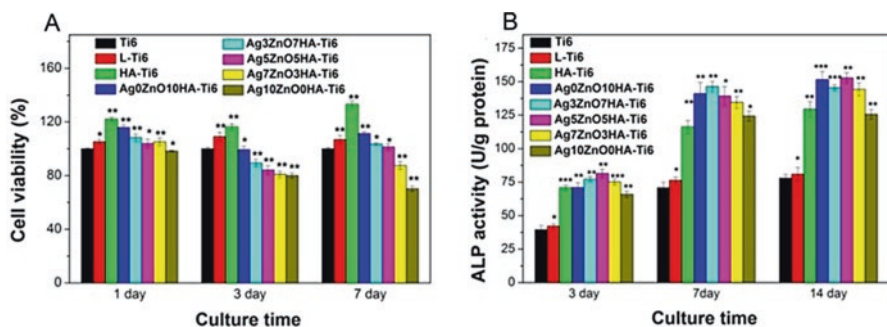 A
Ti6
L-Ti6
HA-Ti6
Ag0ZnO10HA-Ti6
Ag3ZnO7HA-Ti6
Ag5ZnO5HA-Ti6
Ag7ZnO3HA-Ti6
Ag10ZnO0HA-Ti6
Cell viability (%)
160
120
80
40
0
* ** ** ** * ** *
** ** * ** ** ** **
** ** ** * * ** **
1 day
3 day
7 day
Culture time
B
Ti6
L-Ti6
HA-Ti6
Ag0ZnO10HA-Ti6
Ag3ZnO7HA-Ti6
Ag5ZnO5HA-Ti6
Ag7ZnO3HA-Ti6
Ag10ZnO0HA-Ti6
ALP activity (U/g protein)
175
150
125
100
75
50
25
0
* *** ** ** ** *** **
* ** ** ** * ** *
* ** *** *** ** ** **
3 day
7day
14 day
Culture time